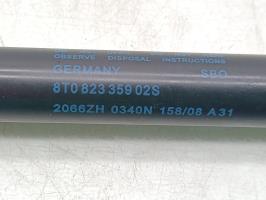 OBSERVE DISPOSAL INSTRUCTIONS
GERMANY SBO
8T0 823 359 02S
2066ZH 0340N 158/08 A31